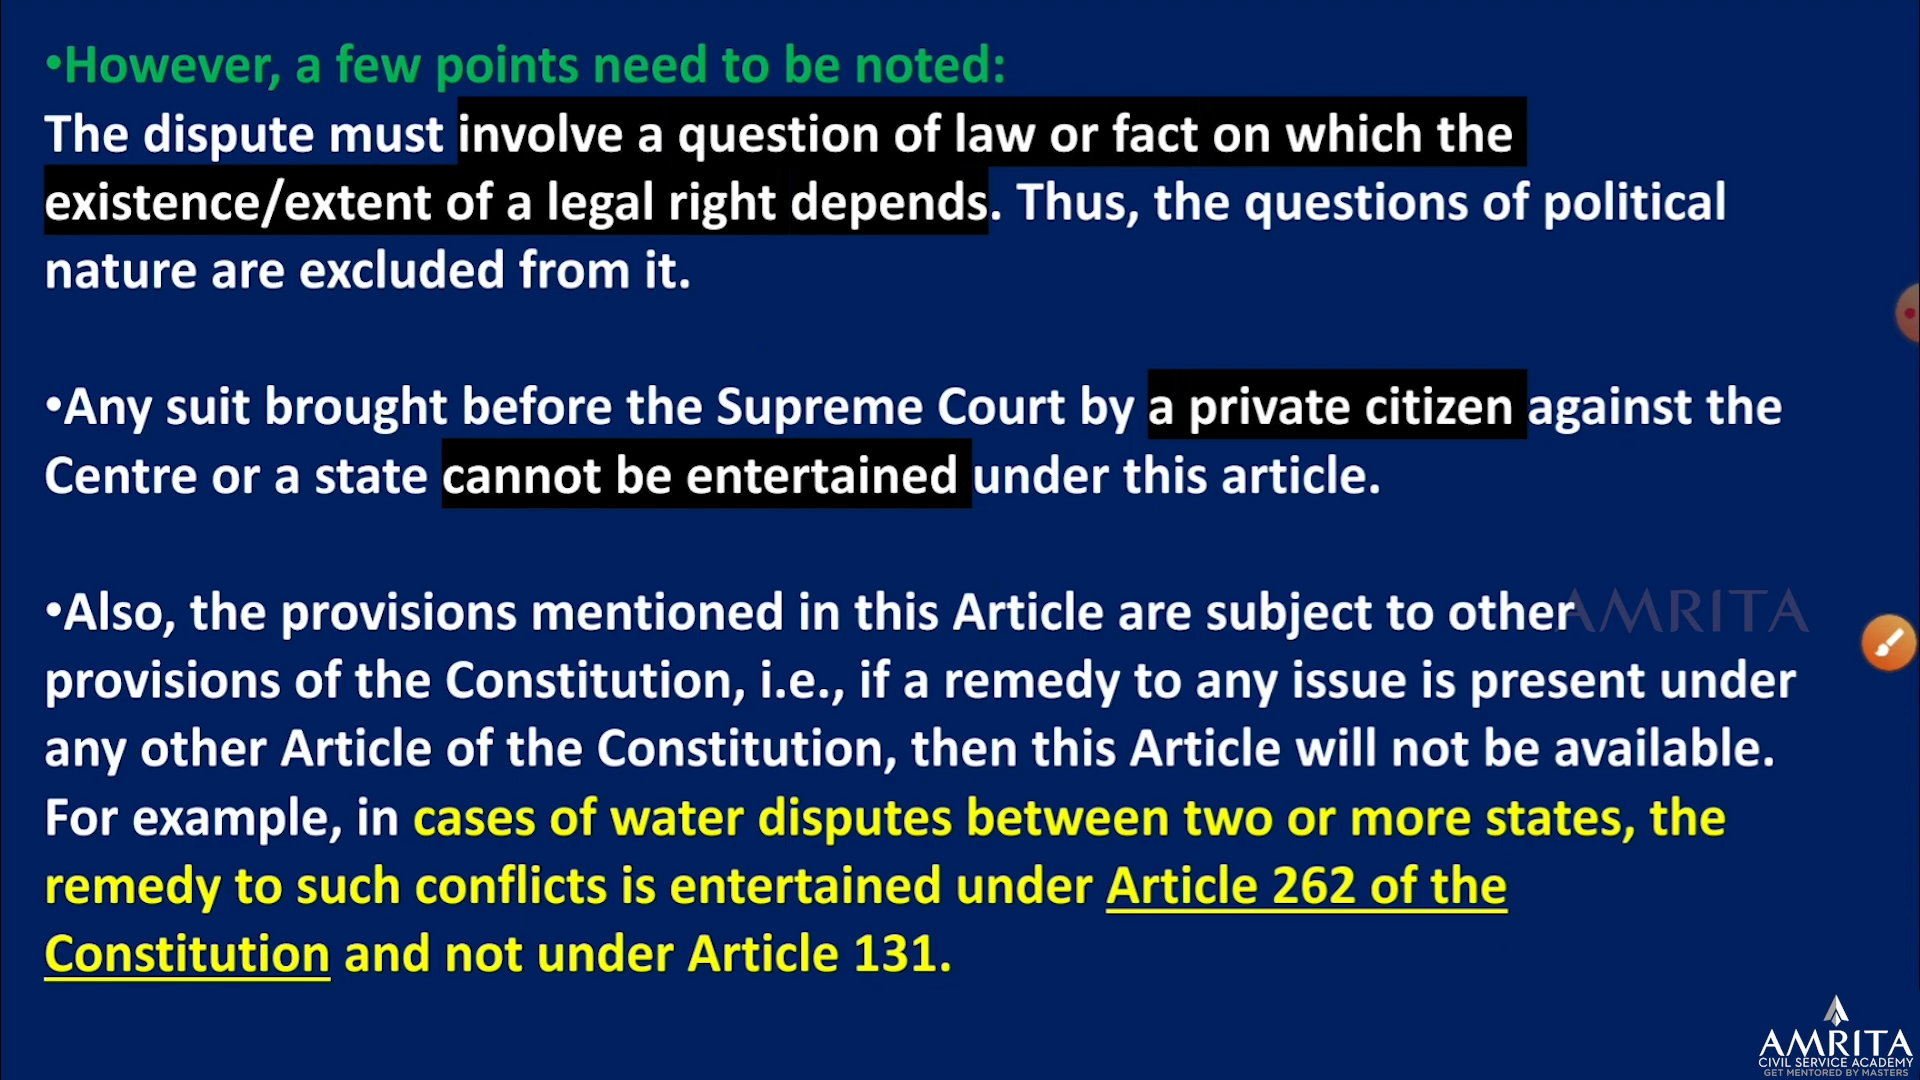 •However, a few points need to be noted:
The dispute must involve a question of law or fact on which the
existence/extent of a legal right depends. Thus, the questions of political
nature are excluded from it.
•Any suit brought before the Supreme Court by a private citizen against the
Centre or a state cannot be entertained under this article.
•Also, the provisions mentioned in this Article are subject to other
AMRITA
provisions of the Constitution, i.e., if a remedy to any issue is present under
any other Article of the Constitution, then this Article will not be available.
For example, in cases of water disputes between two or more states, the
remedy to such conflicts is entertained under Article 262 of the
Constitution and not under Article 131.
AMRITA
CIVIL SERVICE ACADEMY
GET MENTORED BY MASTERS